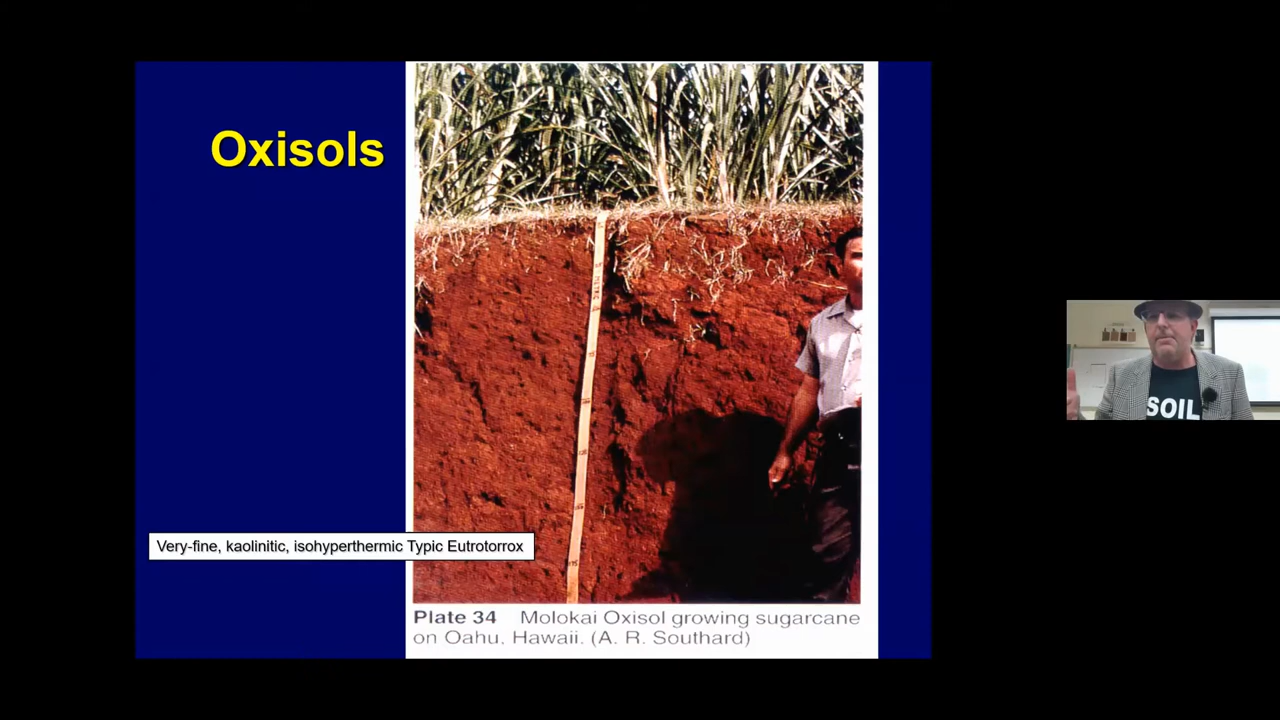 Oxisols
Very-fine, kaolinitic, isohyperthermic Typic Eutrotorrox
Plate 34 Molokai Oxisol growing sugarcane
on Oahu, Hawaii. (A. R. Southard)
SOIL